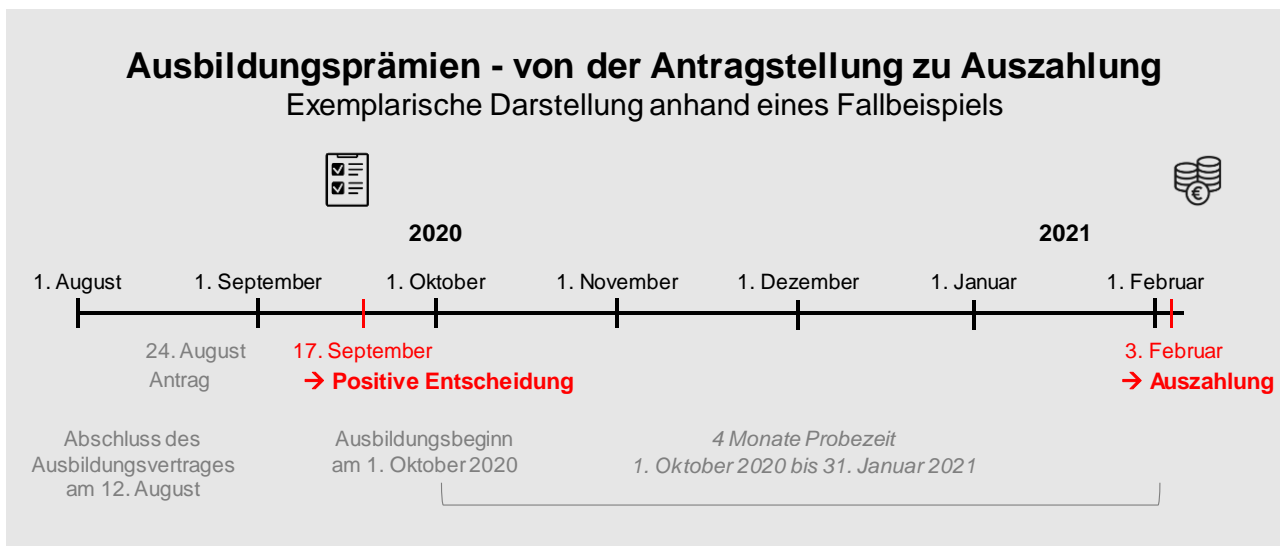 Ausbildungsprämien - von der Antragstellung zu Auszahlung
Exemplarische Darstellung anhand eines Fallbeispiels
2020
2021
1. August
1. September
1. Oktober
1. November
1. Dezember
1. Januar
1. Februar
24. August
Antrag
17. September
→ Positive Entscheidung
3. Februar
→ Auszahlung
Abschluss des
Ausbildungsvertrages
am 12. August
Ausbildungsbeginn
am 1. Oktober 2020
4 Monate Probezeit
1. Oktober 2020 bis 31. Januar 2021